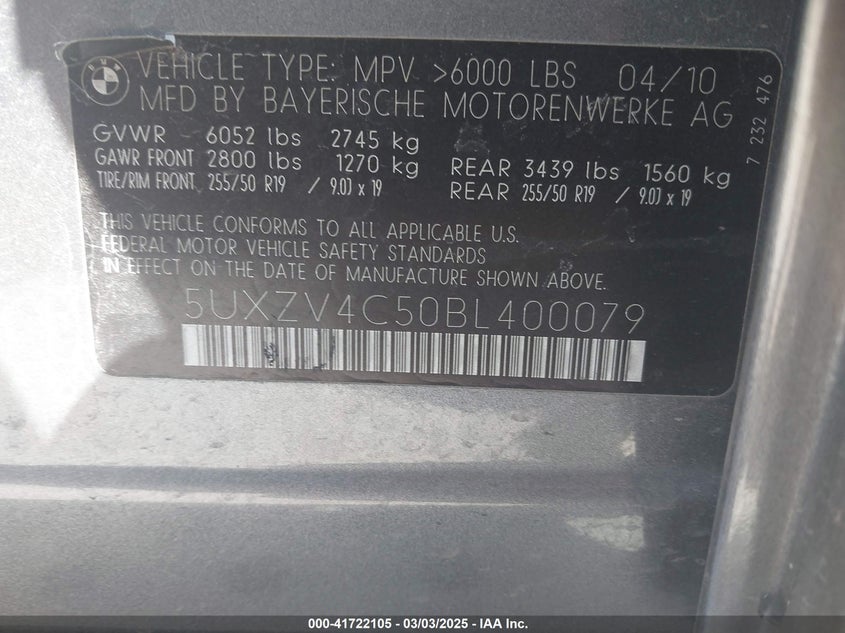 BMW
VEHICLE TYPE: MPV >6000 LBS 04/10
MFD BY BAYERISCHE MOTORENWERKE AG
GVWR 6052 lbs 2745 kg
GAWR FRONT 2800 lbs 1270 kg REAR 3439 lbs 1560 kg
TIRE/RIM FRONT 255/50 R19 / 9.0J x 19 REAR 255/50 R19 / 9.0J x 19
7 232 476
THIS VEHICLE CONFORMS TO ALL APPLICABLE U.S.
FEDERAL MOTOR VEHICLE SAFETY STANDARDS
IN EFFECT ON THE DATE OF MANUFACTURE SHOWN ABOVE.
5UXZV4C50BL400079
000-41722105 - 03/03/2025 - IAA Inc.